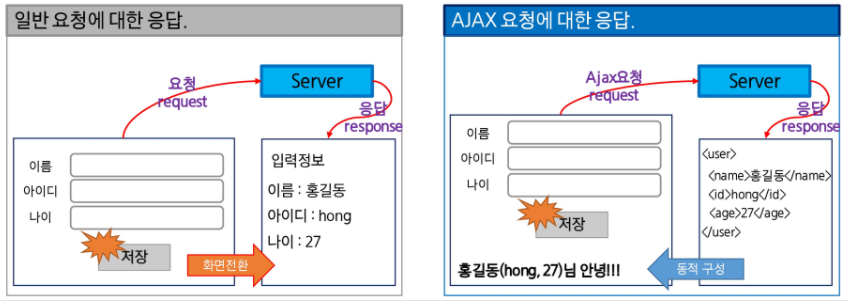 일반 요청에 대한 응답.
요청
request
Server
응답
response
이름
아이디
나이
저장
화면전환
입력정보
이름 : 홍길동
아이디 : hong
나이 : 27
AJAX 요청에 대한 응답.
Ajax요청
request
Server
응답
response
이름
아이디
나이
저장
홍길동(hong, 27)님 안녕!!!
동적 구성
<user>
<name>홍길동</name>
<id>hong</id>
<age>27</age>
</user>